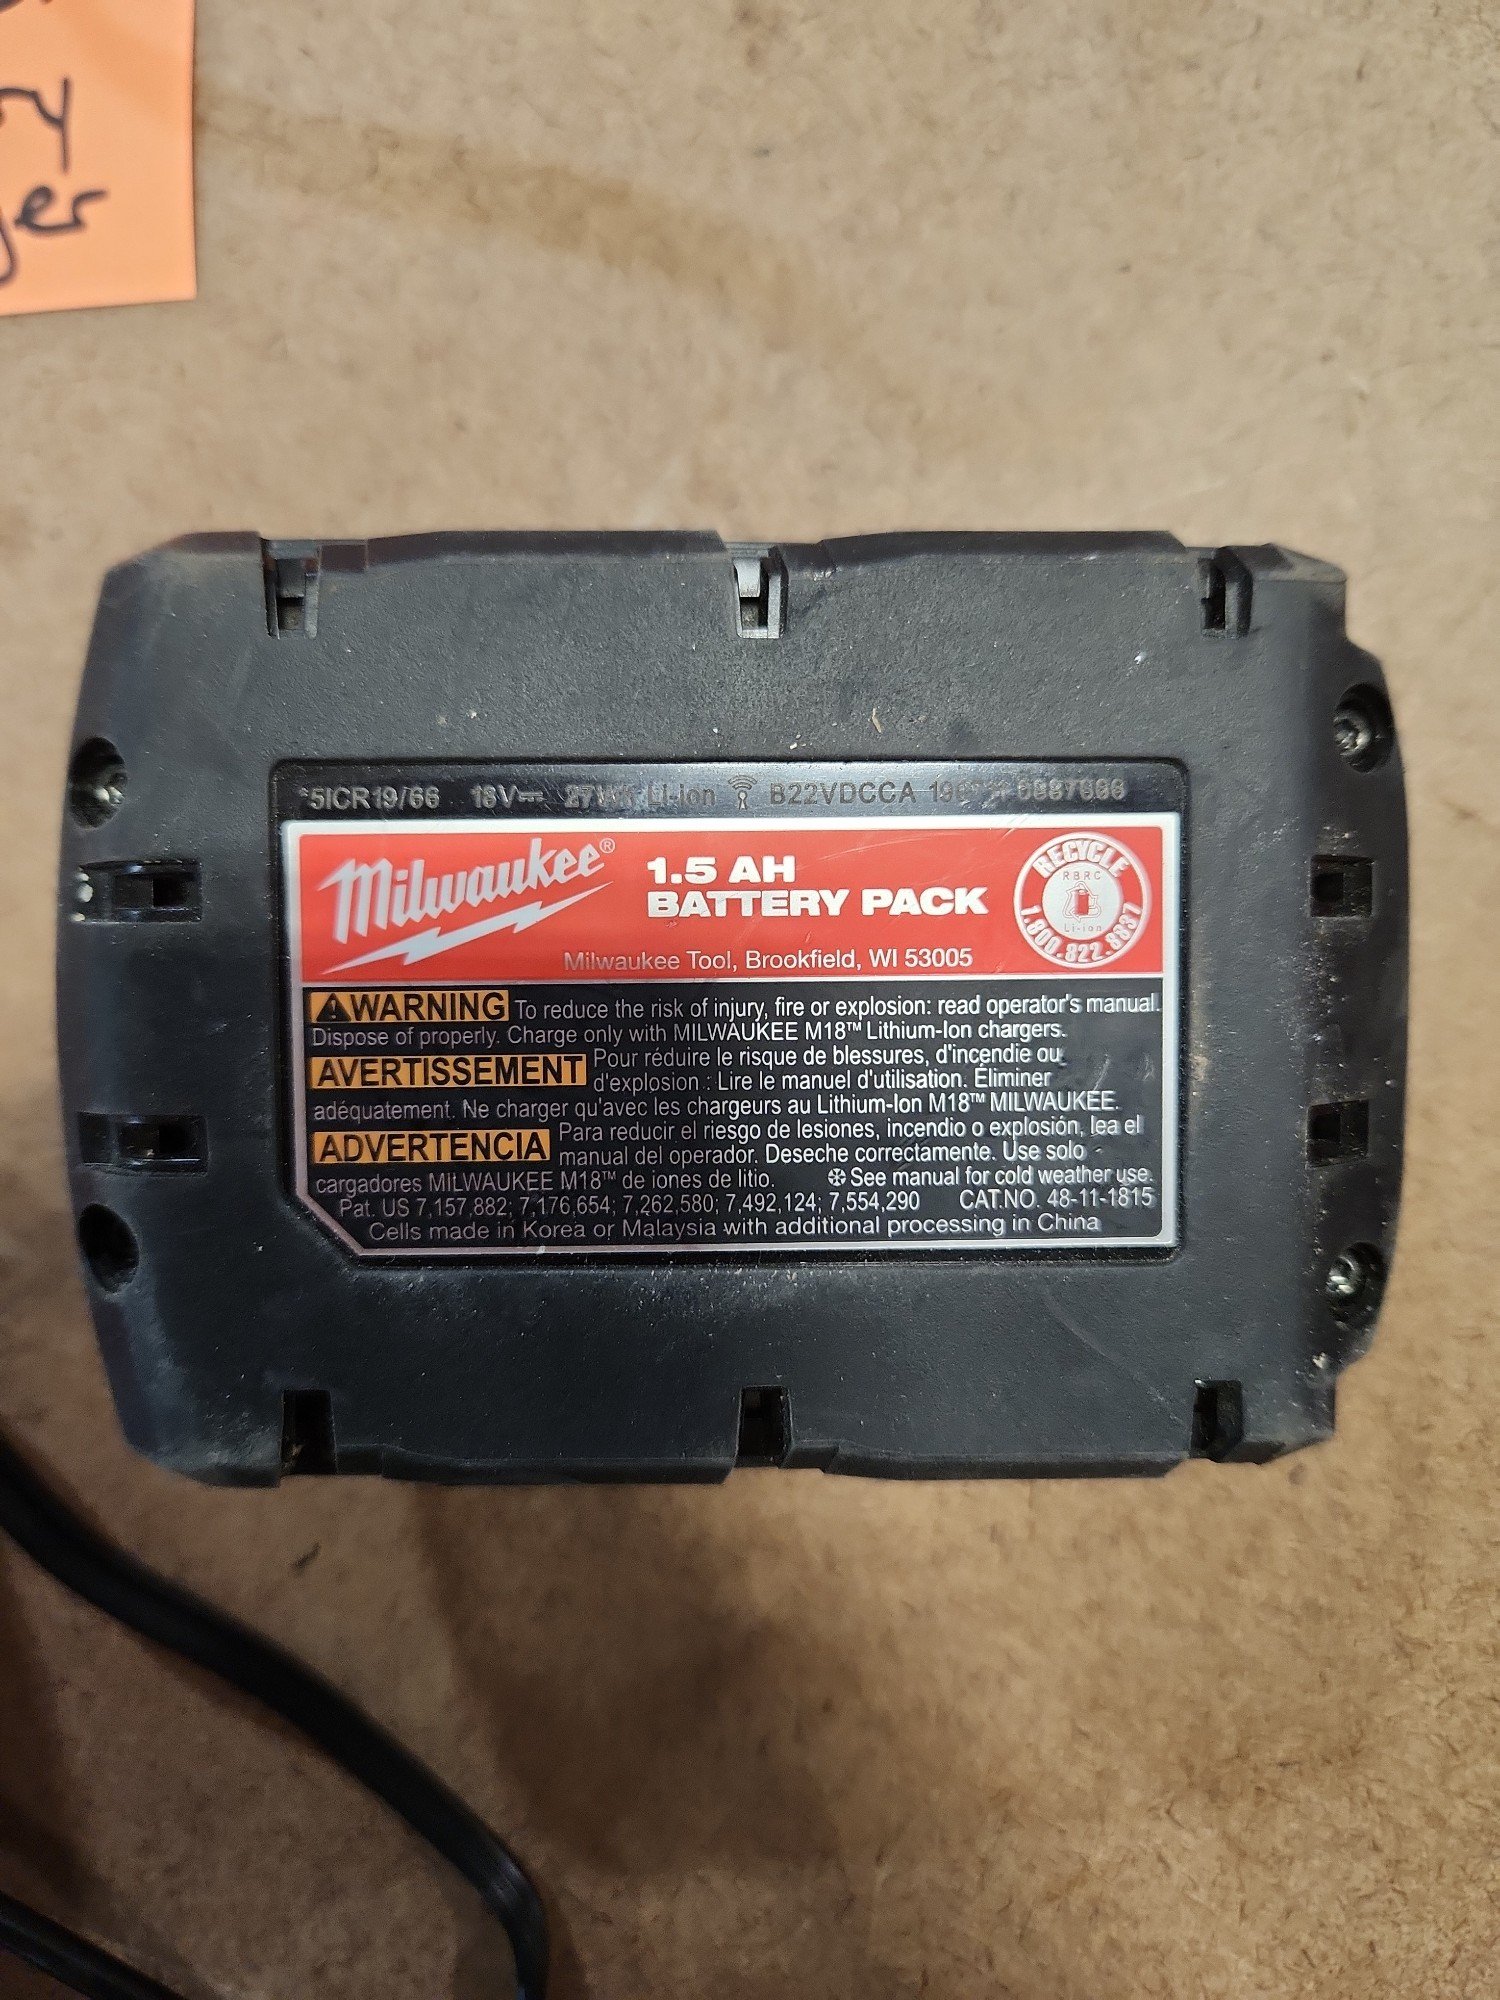 ry
ger
5ICR19/66 18V⎓ Li-ion B22VDCCA
Milwaukee®
1.5 AH
BATTERY PACK
Milwaukee Tool, Brookfield, WI 53005
RECYCLE
RBRC
Li-ion
1.800.822.8837
⚠WARNING To reduce the risk of injury, fire or explosion: read operator's manual.
Dispose of properly. Charge only with MILWAUKEE M18™ Lithium-Ion chargers.
AVERTISSEMENT Pour réduire le risque de blessures, d'incendie ou
d'explosion : Lire le manuel d'utilisation. Éliminer
adéquatement. Ne charger qu'avec les chargeurs au Lithium-Ion M18™ MILWAUKEE.
ADVERTENCIA Para reducir el riesgo de lesiones, incendio o explosión, lea el
manual del operador. Deseche correctamente. Use solo
cargadores MILWAUKEE M18™ de iones de litio. ❄See manual for cold weather use.
Pat. US 7,157,882; 7,176,654; 7,262,580; 7,492,124; 7,554,290 CAT.NO. 48-11-1815
Cells made in Korea or Malaysia with additional processing in China